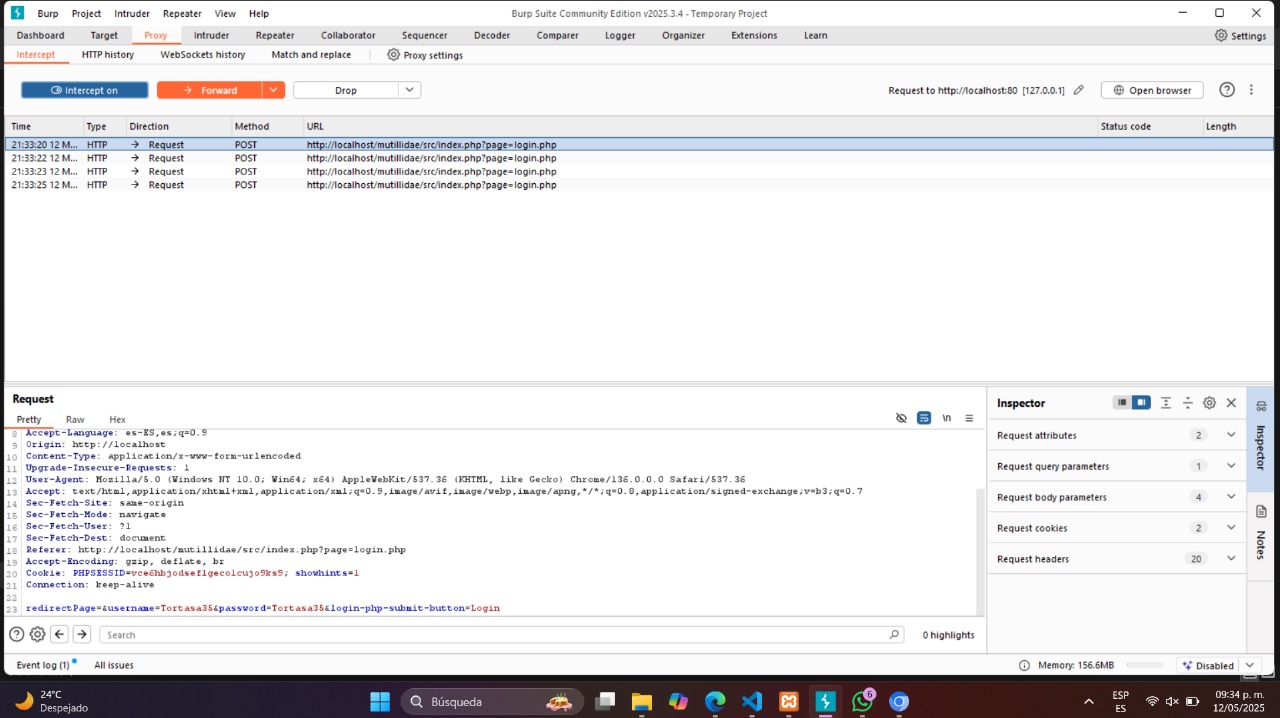 Burp Project Intruder Repeater View Help Burp Suite Community Edition v2025.3.4 - Temporary Project
Dashboard Target Proxy Intruder Repeater Collaborator Sequencer Decoder Comparer Logger Organizer Extensions Learn Settings
Intercept HTTP history WebSockets history Match and replace Proxy settings
Intercept on Forward Drop Request to http://localhost:80 [127.0.0.1] Open browser
Time Type Direction Method URL Status code Length
21:33:20 12 M... HTTP → Request POST http://localhost/mutillidae/src/index.php?page=login.php
21:33:22 12 M... HTTP → Request POST http://localhost/mutillidae/src/index.php?page=login.php
21:33:23 12 M... HTTP → Request POST http://localhost/mutillidae/src/index.php?page=login.php
21:33:25 12 M... HTTP → Request POST http://localhost/mutillidae/src/index.php?page=login.php
Request
Pretty Raw Hex \n
8 Accept-Language: es-ES,es;q=0.9
9 Origin: http://localhost
10 Content-Type: application/x-www-form-urlencoded
11 Upgrade-Insecure-Requests: 1
12 User-Agent: Mozilla/5.0 (Windows NT 10.0; Win64; x64) AppleWebKit/537.36 (KHTML, like Gecko) Chrome/136.0.0.0 Safari/537.36
13 Accept: text/html,application/xhtml+xml,application/xml;q=0.9,image/avif,image/webp,image/apng,*/*;q=0.8,application/signed-exchange;v=b3;q=0.7
14 Sec-Fetch-Site: same-origin
15 Sec-Fetch-Mode: navigate
16 Sec-Fetch-User: ?1
17 Sec-Fetch-Dest: document
18 Referer: http://localhost/mutillidae/src/index.php?page=login.php
19 Accept-Encoding: gzip, deflate, br
20 Cookie: PHPSESSID=vce6hbjodseflgecolcujo9ks9; showhints=1
21 Connection: keep-alive
22
23 redirectPage=&username=Tortasa35&password=Tortasa35&login-php-submit-button=Login
Search 0 highlights
Inspector
Request attributes 2
Request query parameters 1
Request body parameters 4
Request cookies 2
Request headers 20
Inspector
Notes
Event log (1) All issues Memory: 156.6MB Disabled
24°C
Despejado
Búsqueda
6
ESP
ES
09:34 p. m.
12/05/2025